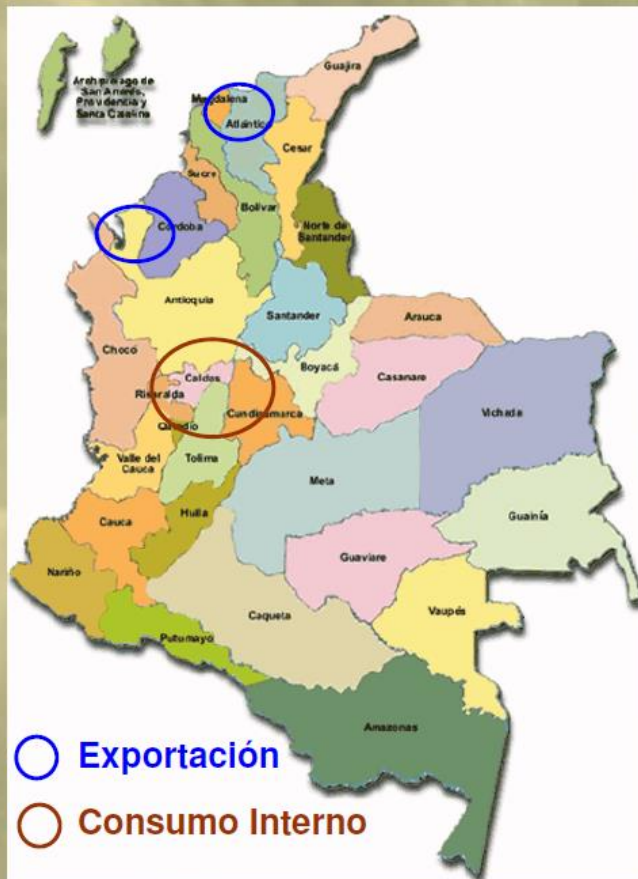 Archipielago de
San Andrés,
Providencia y
Santa Catalina
Guajira
Magdalena
Atlántico
Cesar
Sucre
Córdoba
Bolívar
Norte de
Santander
Antioquia
Santander
Arauca
Chocó
Boyacá
Casanare
Caldas
Risaralda
Cundinamarca
Vichada
Quindío
Valle del
Cauca
Tolima
Meta
Huila
Guainía
Cauca
Guaviare
Nariño
Caqueta
Vaupés
Putumayo
Amazonas
Exportación
Consumo Interno